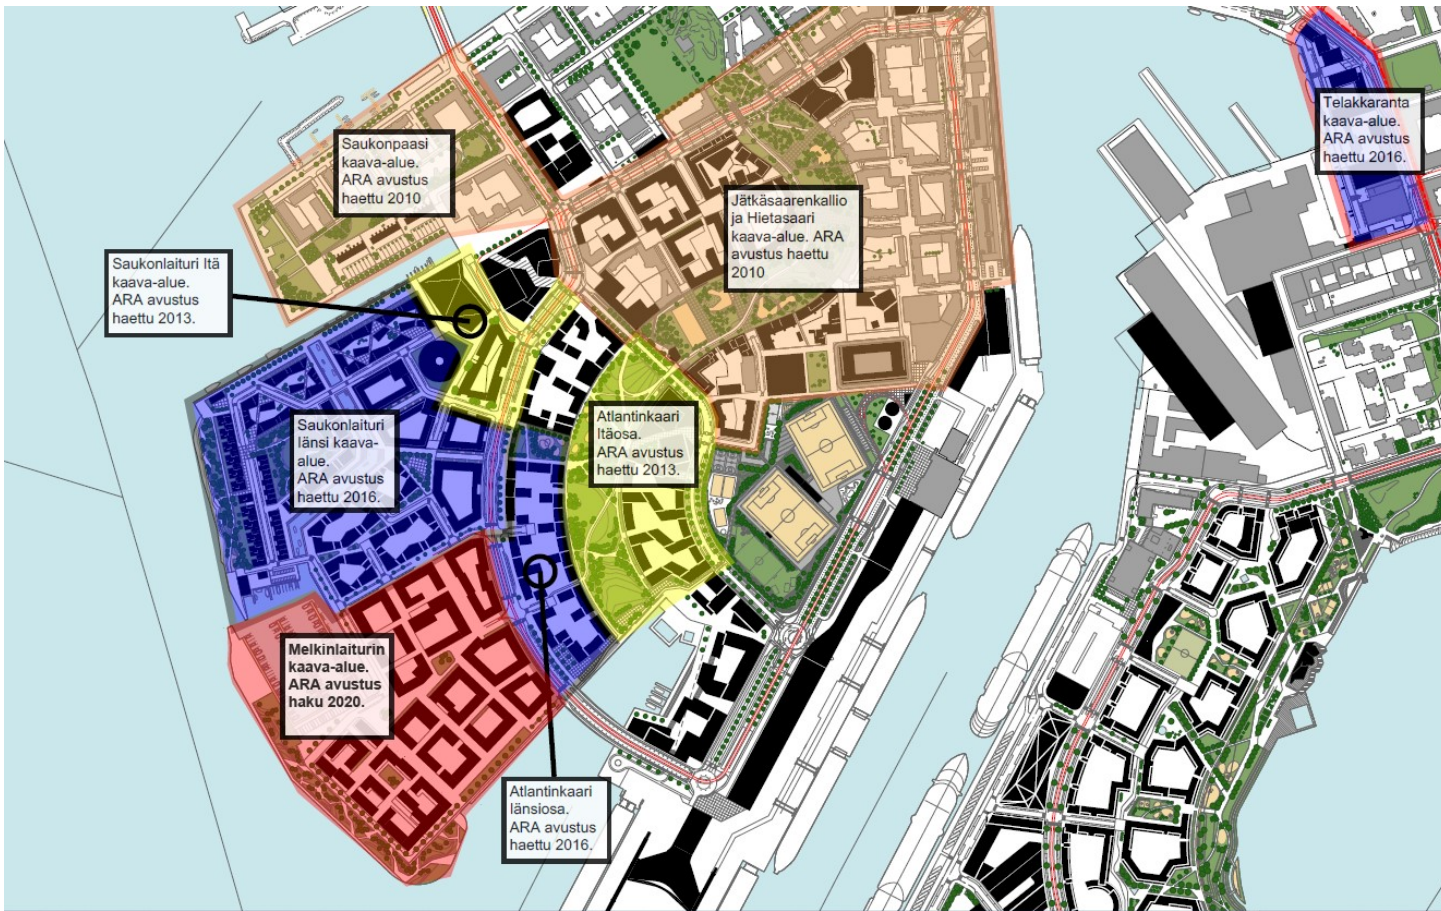 Telakkaranta
kaava-alue.
ARA avustus
haettu 2016.
Saukonpaasi
kaava-alue.
ARA avustus
haettu 2010
Jätkäsaarenkallio
ja Hietasaari
kaava-alue. ARA
avustus haettu
2010
Saukonlaituri Itä
kaava-alue.
ARA avustus
haettu 2013.
Saukonlaituri
länsi kaava-
alue.
ARA avustus
haettu 2016.
Atlantinkaari
Itäosa.
ARA avustus
haettu 2013.
Melkinlaiturin
kaava-alue.
ARA avustus
haku 2020.
Atlantinkaari
länsiosa.
ARA avustus
haettu 2016.